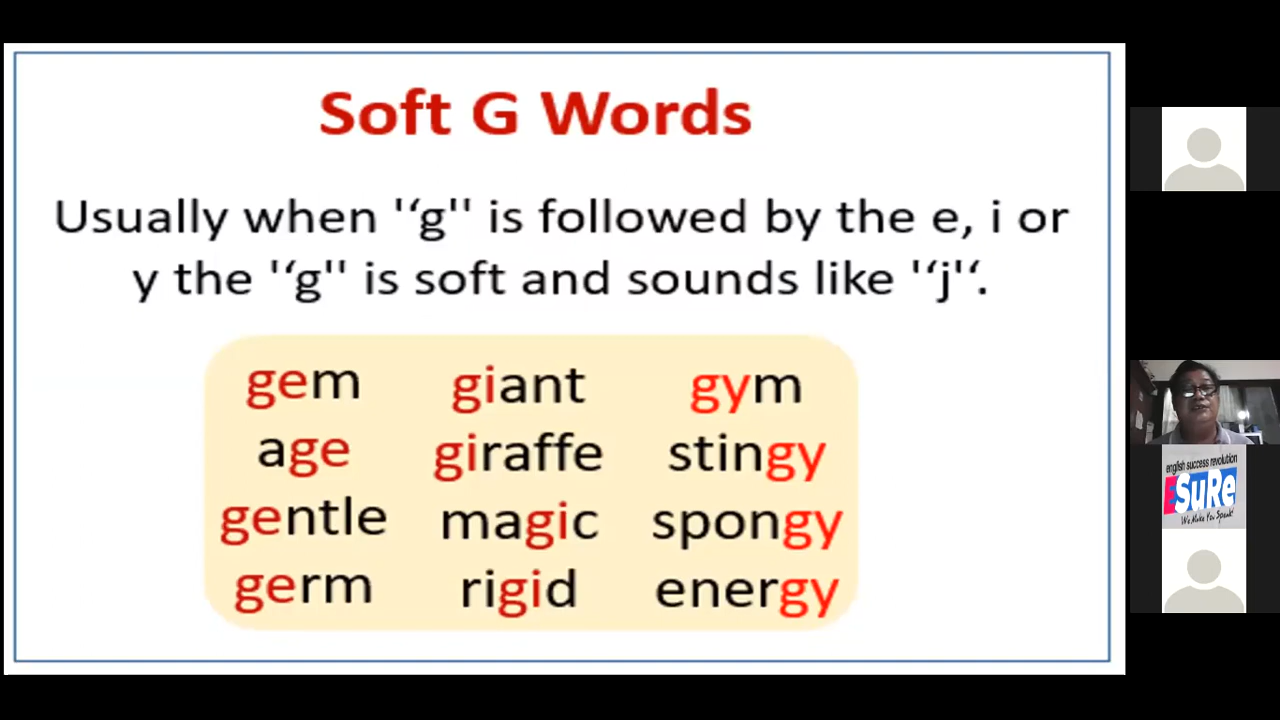 Soft G Words
Usually when "‘g" is followed by the e, i or
y the "‘g" is soft and sounds like "‘j"‘.
gem giant gym
age giraffe stingy
gentle magic spongy
germ rigid energy
english success revolution
ESuRe
We Make You Speak!